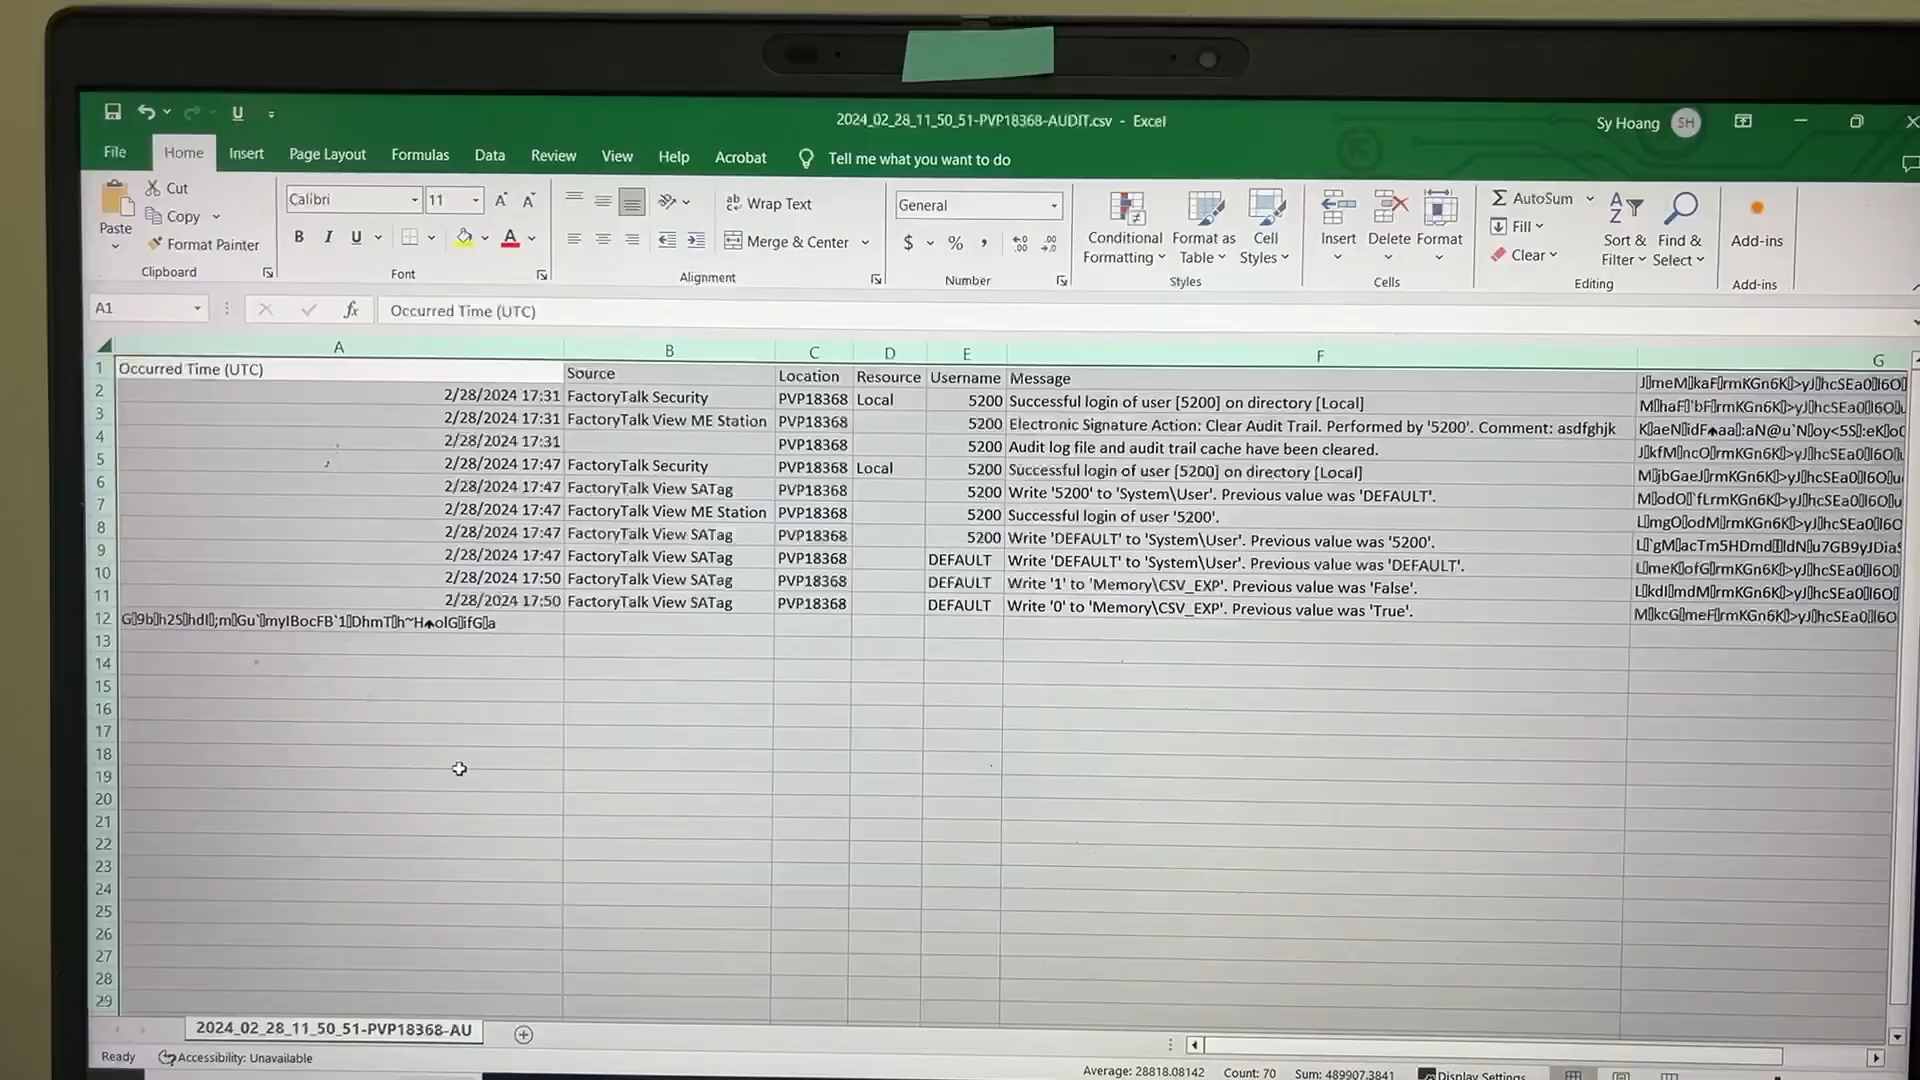 2024_02_28_11_50_51-PVP18368-AUDIT.csv - Excel
Sy Hoang SH
File Home Insert Page Layout Formulas Data Review View Help Acrobat Tell me what you want to do
Paste
Cut
Copy
Format Painter
Clipboard
Calibri 11
B I U
Font
Wrap Text
Merge & Center
Alignment
General
$ % ,
Number
Conditional Formatting
Format as Table
Cell Styles
Styles
Insert Delete Format
Cells
AutoSum
Fill
Clear
Sort & Filter
Find & Select
Editing
Add-ins
Add-ins
A1 fx Occurred Time (UTC)
A B C D E F G
1 Occurred Time (UTC) Source Location Resource Username Message
2 2/28/2024 17:31 FactoryTalk Security PVP18368 Local 5200 Successful login of user [5200] on directory [Local]
3 2/28/2024 17:31 FactoryTalk View ME Station PVP18368 5200 Electronic Signature Action: Clear Audit Trail. Performed by '5200'. Comment: asdfghjk
4 2/28/2024 17:31 PVP18368 5200 Audit log file and audit trail cache have been cleared.
5 2/28/2024 17:47 FactoryTalk Security PVP18368 Local 5200 Successful login of user [5200] on directory [Local]
6 2/28/2024 17:47 FactoryTalk View SATag PVP18368 5200 Write '5200' to 'System\User'. Previous value was 'DEFAULT'.
7 2/28/2024 17:47 FactoryTalk View ME Station PVP18368 5200 Successful login of user '5200'.
8 2/28/2024 17:47 FactoryTalk View SATag PVP18368 5200 Write 'DEFAULT' to 'System\User'. Previous value was '5200'.
9 2/28/2024 17:47 FactoryTalk View SATag PVP18368 DEFAULT Write 'DEFAULT' to 'System\User'. Previous value was 'DEFAULT'.
10 2/28/2024 17:50 FactoryTalk View SATag PVP18368 DEFAULT Write '1' to 'Memory\CSV_EXP'. Previous value was 'False'.
11 2/28/2024 17:50 FactoryTalk View SATag PVP18368 DEFAULT Write '0' to 'Memory\CSV_EXP'. Previous value was 'True'.
12
13
14
15
16
17
18
19
20
21
22
23
24
25
26
27
28
29
2024_02_28_11_50_51-PVP18368-AU
Ready Accessibility: Unavailable
Average: 28818.08142 Count: 70 Sum: 489907.3841 Display Settings